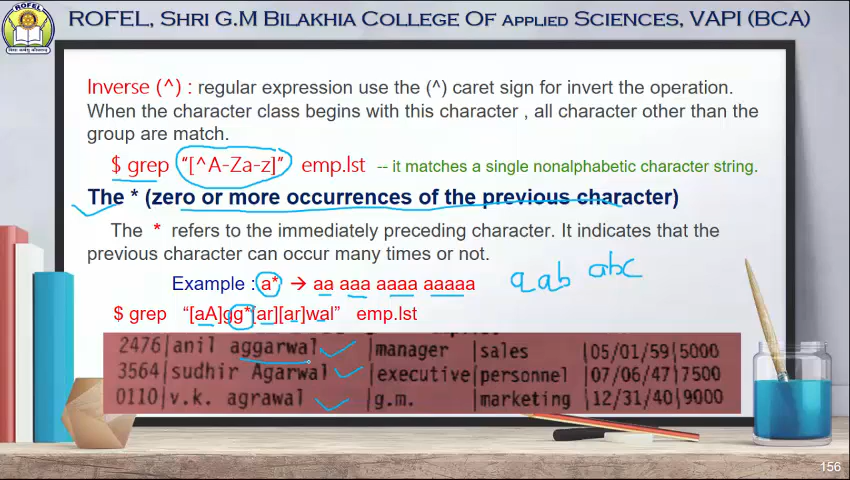 ROFEL
ROFEL, SHRI G.M BILAKHIA COLLEGE OF APPLIED SCIENCES, VAPI (BCA)
Inverse (^) : regular expression use the (^) caret sign for invert the operation.
When the character class begins with this character , all character other than the
group are match.
$ grep "[^A-Za-z]" emp.lst -- it matches a single nonalphabetic character string.
The * (zero or more occurrences of the previous character)
The * refers to the immediately preceding character. It indicates that the
previous character can occur many times or not.
Example : a* → aa aaa aaaa aaaaa
a ab abc
$ grep "[aA]gg*[ar][ar]wal" emp.lst
2476|anil aggarwal |manager |sales |05/01/59|5000
3564|sudhir Agarwal |executive|personnel |07/06/47|7500
0110|v.k. agrawal |g.m. |marketing |12/31/40|9000
156